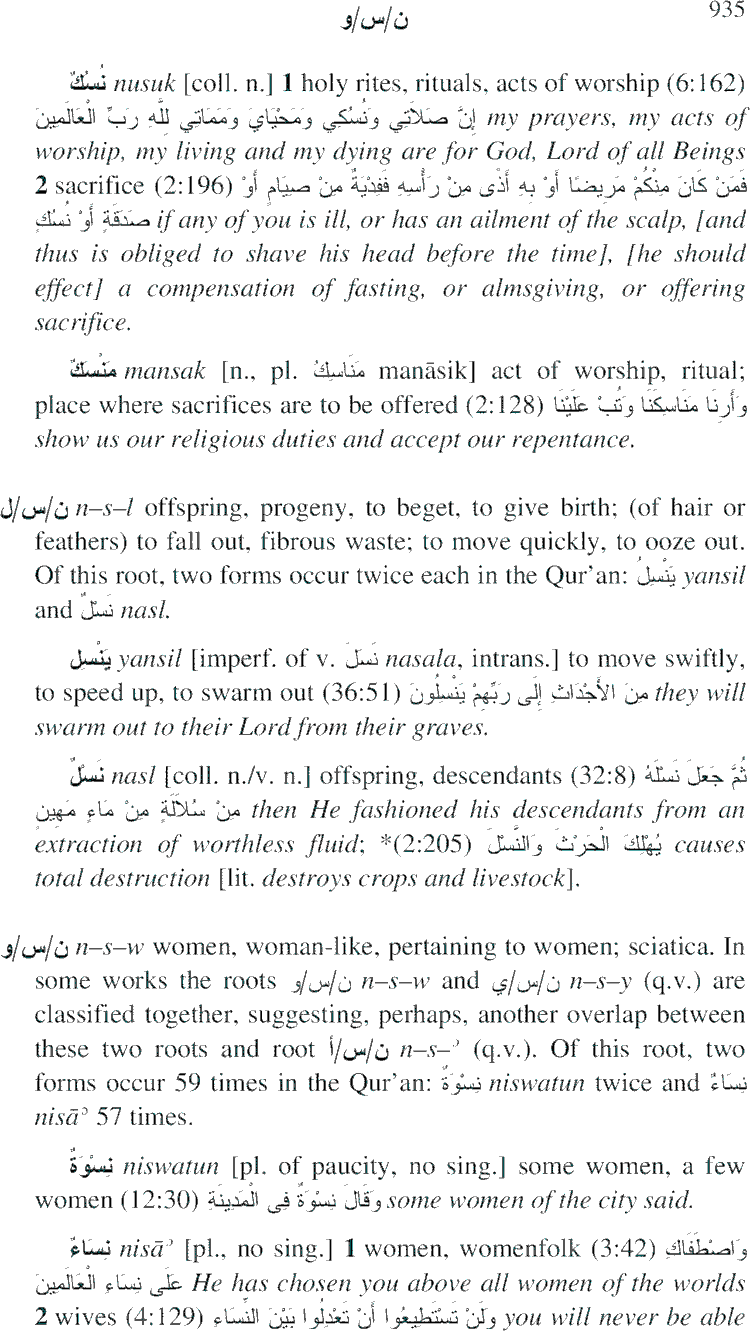 ن/س/و 935
نُسُكٌ nusuk [coll. n.] 1 holy rites, rituals, acts of worship (6:162)
إِنَّ صَلَاتِي وَنُسُكِي وَمَحْيَايَ وَمَمَاتِي لِلَّهِ رَبِّ الْعَالَمِينَ my prayers, my acts of
worship, my living and my dying are for God, Lord of all Beings
2 sacrifice (2:196) فَمَنْ كَانَ مِنْكُمْ مَرِيضًا أَوْ بِهِ أَذًى مِنْ رَأْسِهِ فَفِدْيَةٌ مِنْ صِيَامٍ أَوْ
صَدَقَةٍ أَوْ نُسُكٍ if any of you is ill, or has an ailment of the scalp, [and
thus is obliged to shave his head before the time], [he should
effect] a compensation of fasting, or almsgiving, or offering
sacrifice.
مَنْسَكٌ mansak [n., pl. مَنَاسِكُ manāsik] act of worship, ritual;
place where sacrifices are to be offered (2:128) وَأَرِنَا مَنَاسِكَنَا وَتُبْ عَلَيْنَا
show us our religious duties and accept our repentance.
ن/س/ل n–s–l offspring, progeny, to beget, to give birth; (of hair or
feathers) to fall out, fibrous waste; to move quickly, to ooze out.
Of this root, two forms occur twice each in the Qur’an: يَنْسِلُ yansil
and نَسْلٌ nasl.
يَنْسِل yansil [imperf. of v. نَسَلَ nasala, intrans.] to move swiftly,
to speed up, to swarm out (36:51) مِنَ الأَجْدَاثِ إِلَى رَبِّهِمْ يَنْسِلُونَ they will
swarm out to their Lord from their graves.
نَسْلٌ nasl [coll. n./v. n.] offspring, descendants (32:8) ثُمَّ جَعَلَ نَسْلَهُ
مِنْ سُلَالَةٍ مِنْ مَاءٍ مَهِينٍ then He fashioned his descendants from an
extraction of worthless fluid; *(2:205) يُهْلِكَ الْحَرْثَ وَالنَّسْلَ causes
total destruction [lit. destroys crops and livestock].
ن/س/و n–s–w women, woman-like, pertaining to women; sciatica. In
some works the roots ن/س/و n–s–w and ن/س/ي n–s–y (q.v.) are
classified together, suggesting, perhaps, another overlap between
these two roots and root ن/س/أ n–s–ʾ (q.v.). Of this root, two
forms occur 59 times in the Qur’an: نِسْوَةٌ niswatun twice and نِسَاءٌ
nisāʾ 57 times.
نِسْوَةٌ niswatun [pl. of paucity, no sing.] some women, a few
women (12:30) وَقَالَ نِسْوَةٌ فِى الْمَدِينَةِ some women of the city said.
نِسَاءٌ nisāʾ [pl., no sing.] 1 women, womenfolk (3:42) وَاصْطَفَاكِ
عَلَى نِسَاءِ الْعَالَمِينَ He has chosen you above all women of the worlds
2 wives (4:129) وَلَنْ تَسْتَطِيعُوا أَنْ تَعْدِلُوا بَيْنَ النِّسَاءِ you will never be able